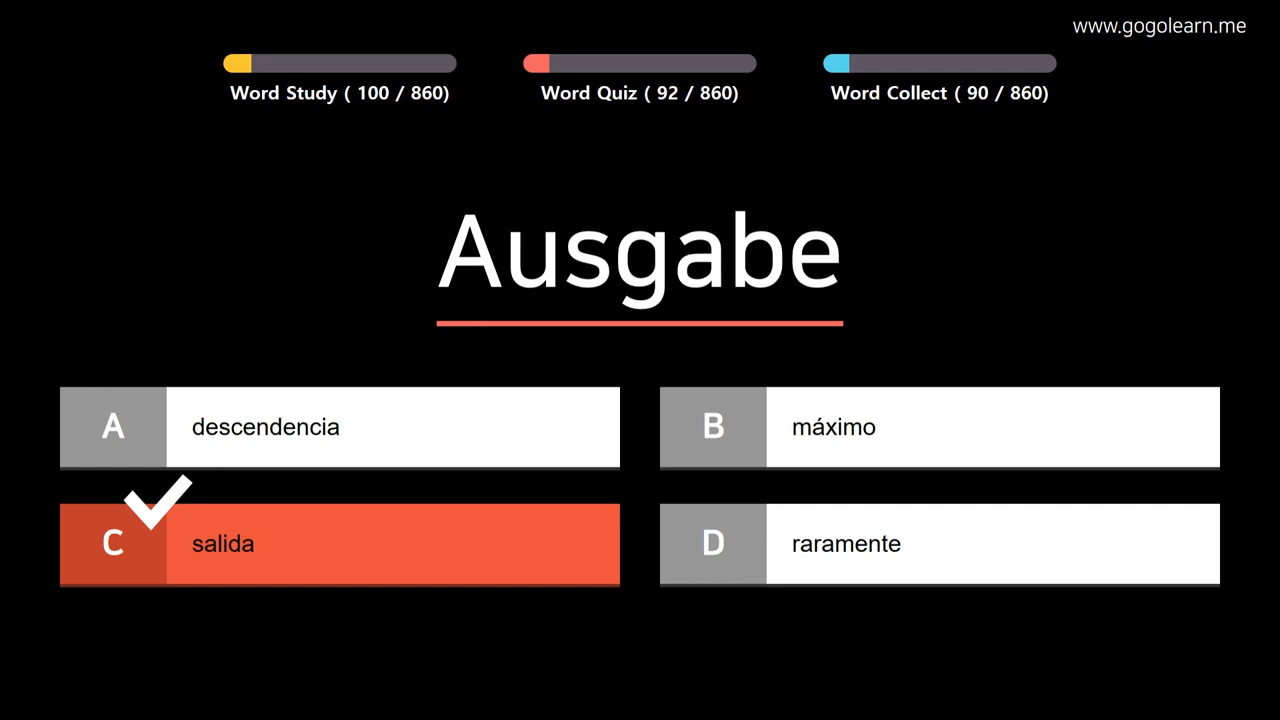 www.gogolearn.me
Word Study ( 100 / 860)
Word Quiz ( 92 / 860)
Word Collect ( 90 / 860)
Ausgabe
A descendencia
B máximo
C salida
D raramente